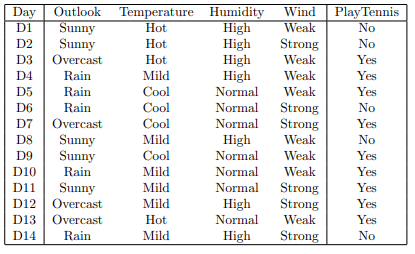 Day Outlook Temperature Humidity Wind PlayTennis
D1 Sunny Hot High Weak No
D2 Sunny Hot High Strong No
D3 Overcast Hot High Weak Yes
D4 Rain Mild High Weak Yes
D5 Rain Cool Normal Weak Yes
D6 Rain Cool Normal Strong No
D7 Overcast Cool Normal Strong Yes
D8 Sunny Mild High Weak No
D9 Sunny Cool Normal Weak Yes
D10 Rain Mild Normal Weak Yes
D11 Sunny Mild Normal Strong Yes
D12 Overcast Mild High Strong Yes
D13 Overcast Hot Normal Weak Yes
D14 Rain Mild High Strong No